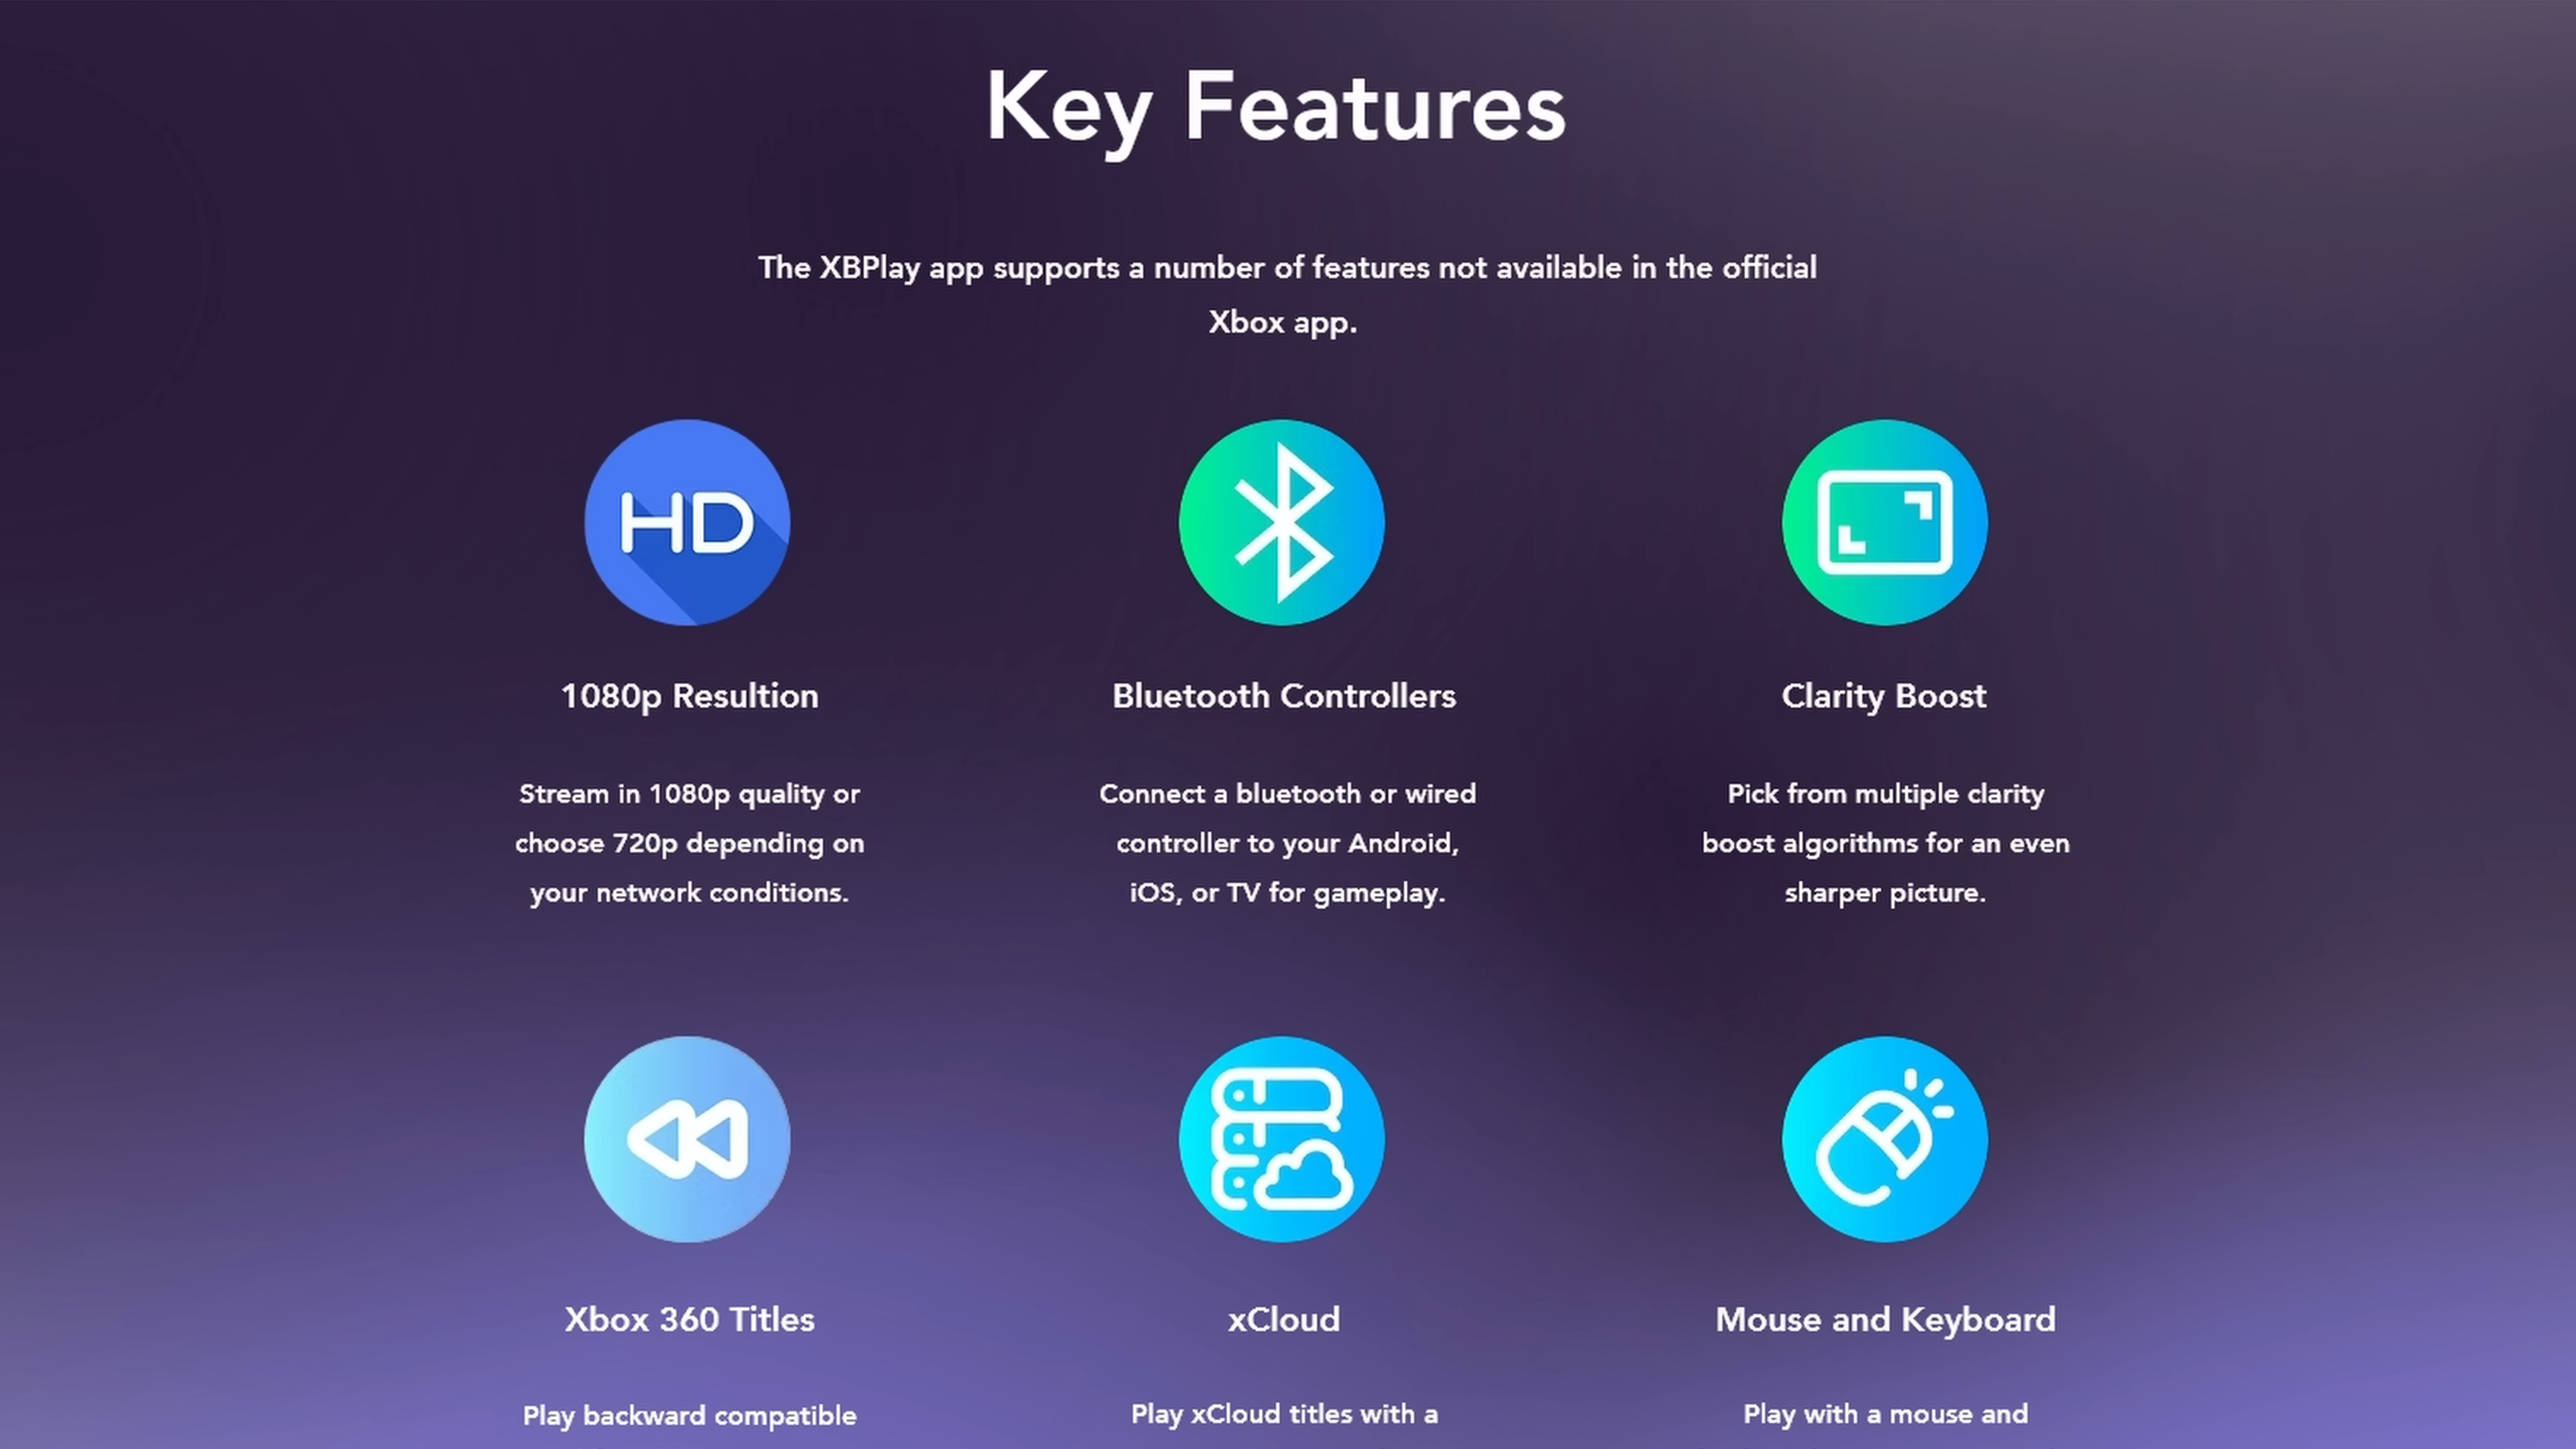 Key Features
The XBPlay app supports a number of features not available in the official
Xbox app.
HD
1080p Resultion
Stream in 1080p quality or
choose 720p depending on
your network conditions.
Bluetooth Controllers
Connect a bluetooth or wired
controller to your Android,
iOS, or TV for gameplay.
Clarity Boost
Pick from multiple clarity
boost algorithms for an even
sharper picture.
Xbox 360 Titles
Play backward compatible
xCloud
Play xCloud titles with a
Mouse and Keyboard
Play with a mouse and